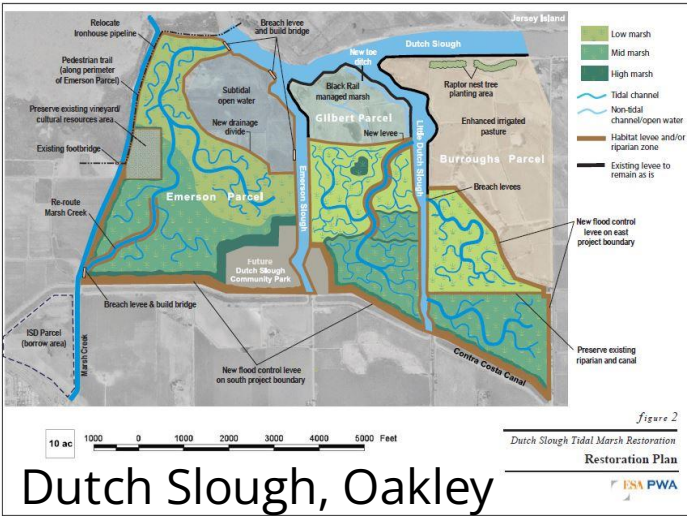 Relocate
Ironhouse pipeline
Breach levee
and build bridge
Jersey Island
Dutch Slough
Pedestrian trail
(along perimeter
of Emerson Parcel)
New toe
ditch
Raptor nest tree
planting area
Subtidal
open water
Black Rail
managed marsh
Gilbert Parcel
Preserve existing
vineyard/
cultural resources area
New drainage
divide
New levee
Enhanced irrigated
pasture
Existing footbridge
Burroughs Parcel
Little Dutch Slough
Emerson Slough
Breach levees
Emerson Parcel
Re-route
Marsh Creek
New flood control
levee on east
project boundary
Future
Dutch Slough
Community Park
Breach levee & build bridge
ISD Parcel
(borrow area)
Marsh Creek
New flood control levee
on south project boundary
Contra Costa Canal
Preserve existing
riparian and canal
Low marsh
Mid marsh
High marsh
Tidal channel
Non-tidal
channel/open water
Habitat levee and/or
riparian zone
Existing levee to
remain as is
10 ac
1000 0 1000 2000 3000 4000 5000 Feet
figure 2
Dutch Slough Tidal Marsh Restoration
Restoration Plan
ESA PWA
Dutch Slough, Oakley